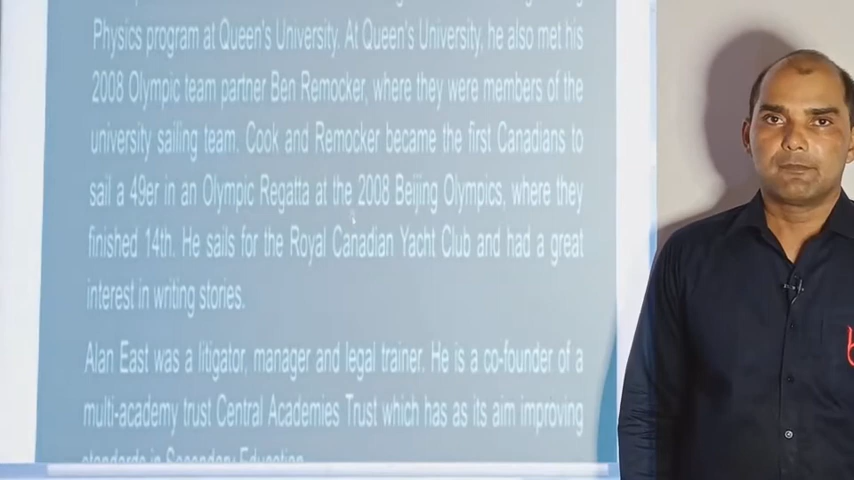 Physics program at Queen's University. At Queen's University, he also met his
2008 Olympic team partner Ben Remocker, where they were members of the
university sailing team. Cook and Remocker became the first Canadians to
sail a 49er in an Olympic Regatta at the 2008 Beijing Olympics, where they
finished 14th. He sails for the Royal Canadian Yacht Club and had a great
interest in writing stories.
Alan East was a litigator, manager and legal trainer. He is a co-founder of a
multi-academy trust Central Academies Trust which has as its aim improving
standards in Secondary Education